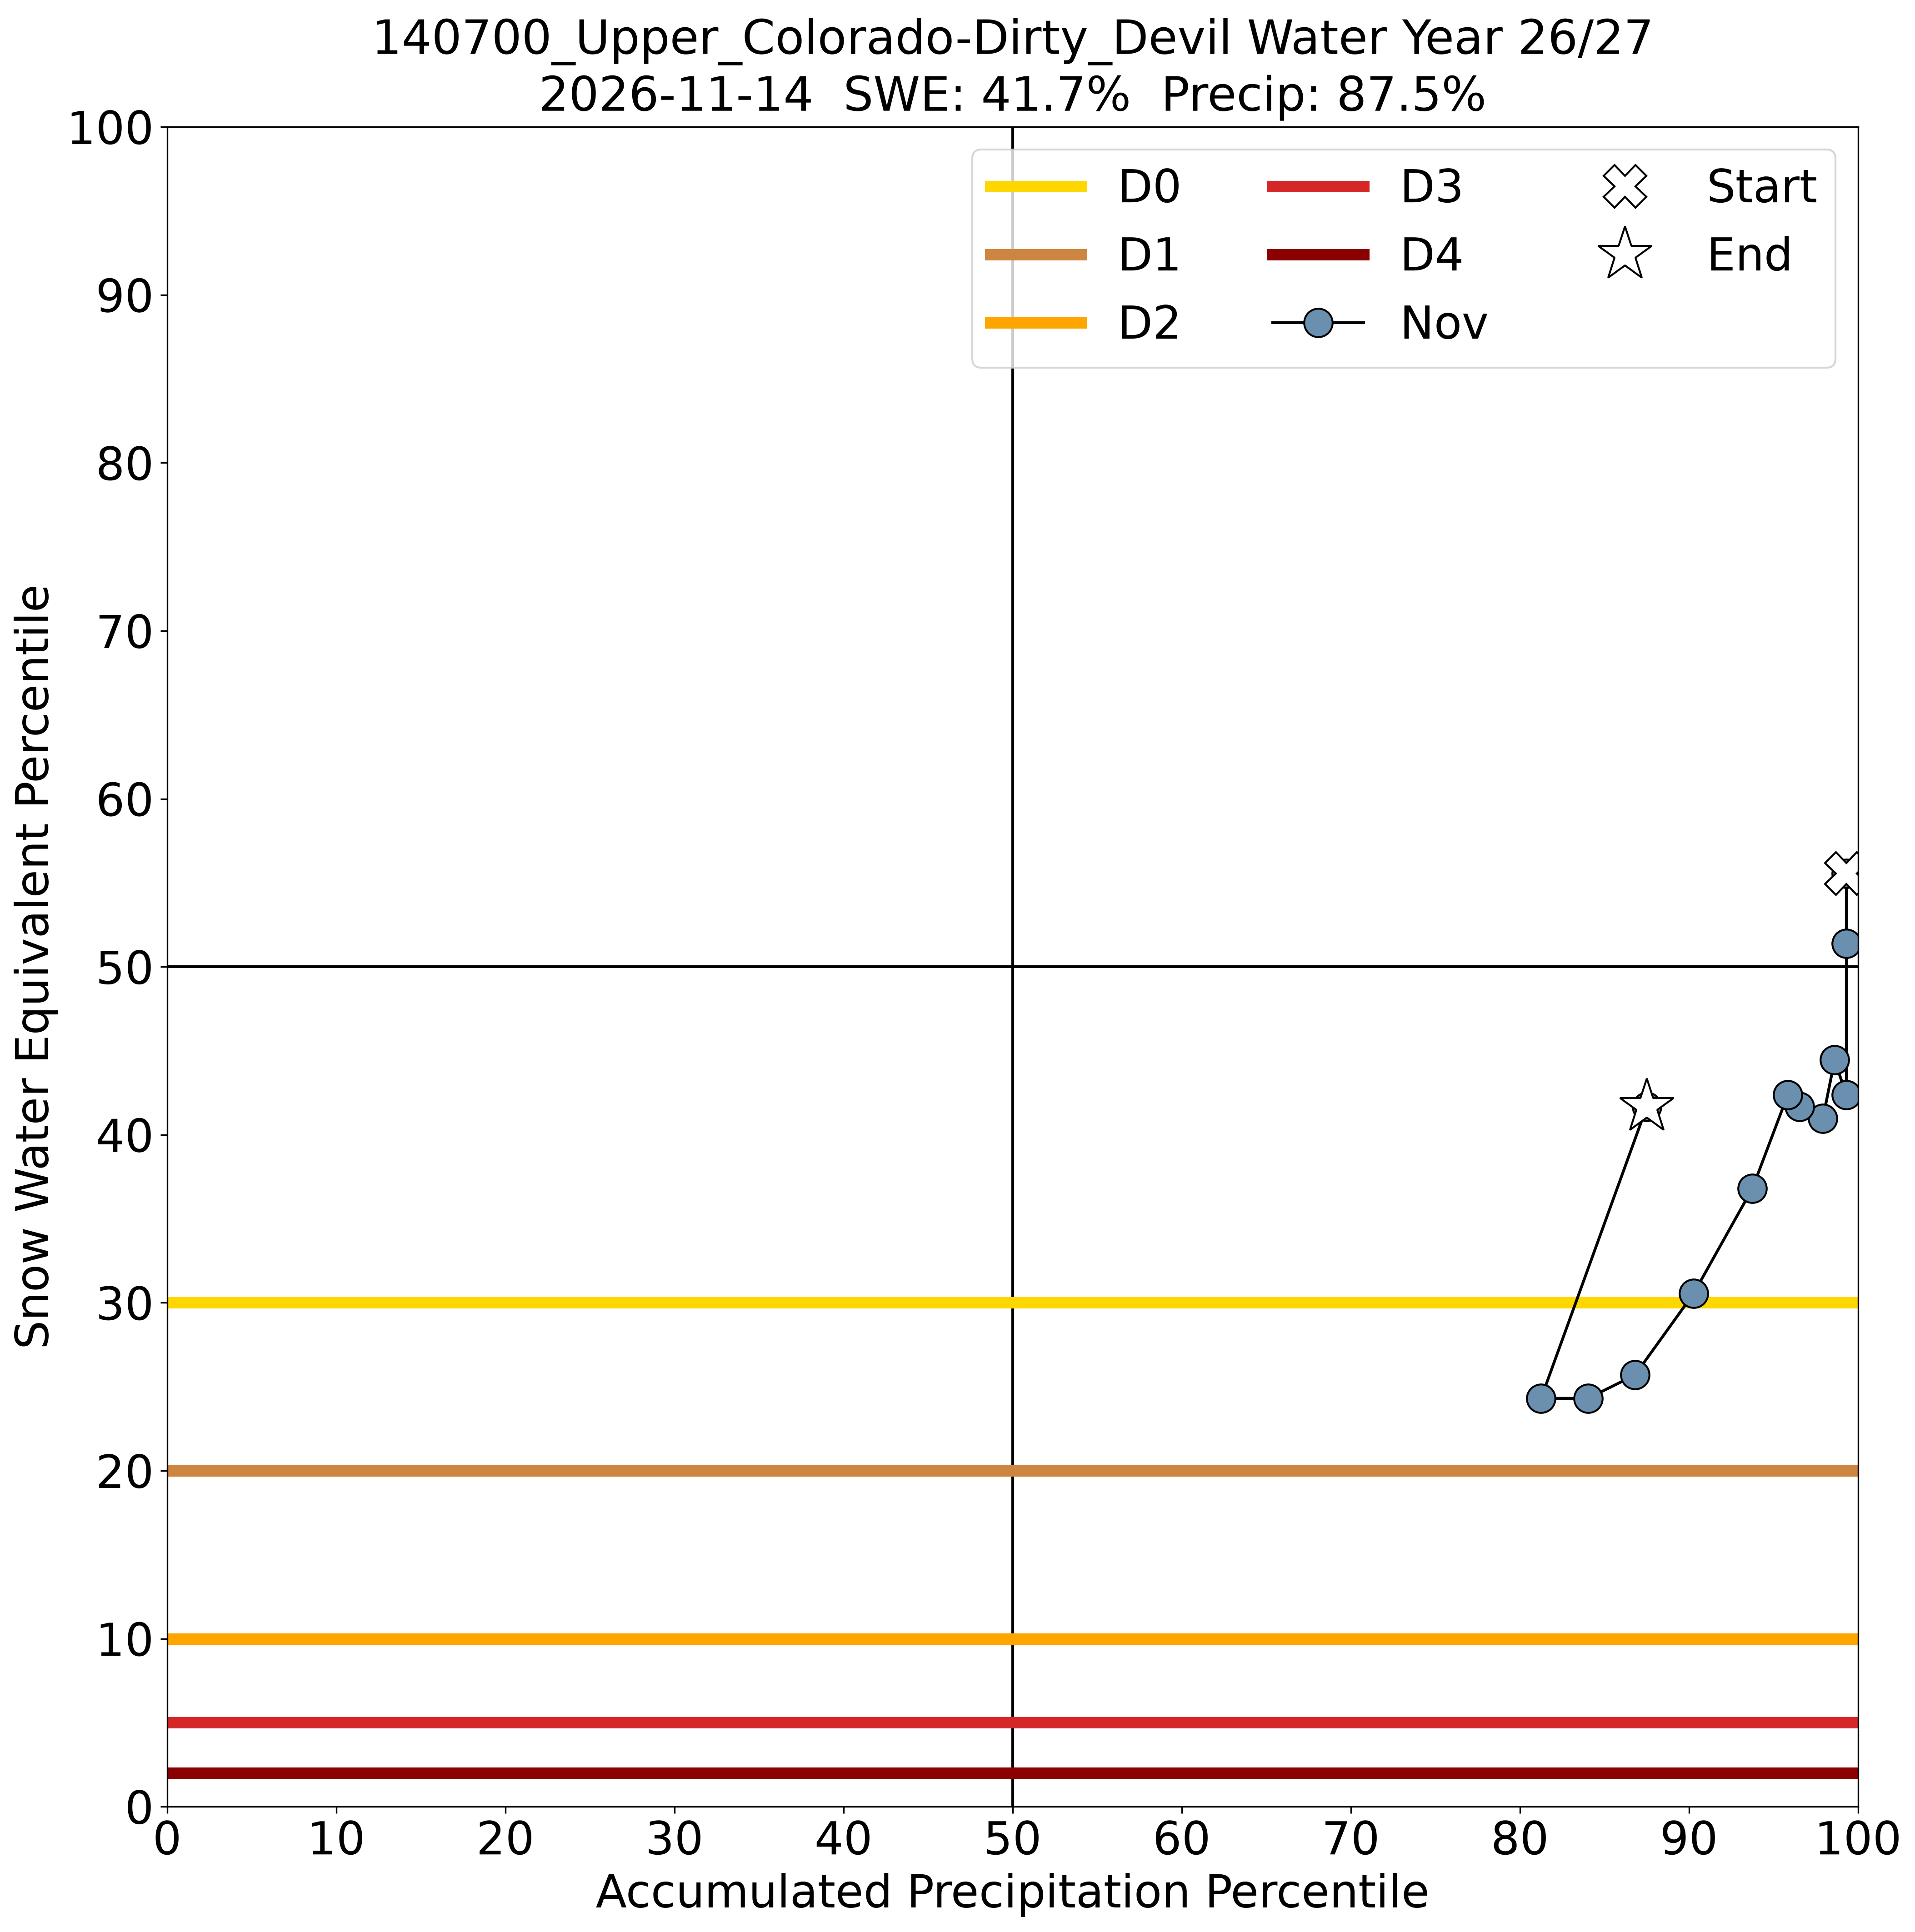 140700_Upper_Colorado-Dirty_Devil Water Year 26/27
2026-11-14  SWE: 41.7%  Precip: 87.5%
D0
D1
D2
D3
D4
Nov
Start
End
Snow Water Equivalent Percentile
100
90
80
70
60
50
40
30
20
10
0
0 10 20 30 40 50 60 70 80 90 100
Accumulated Precipitation Percentile